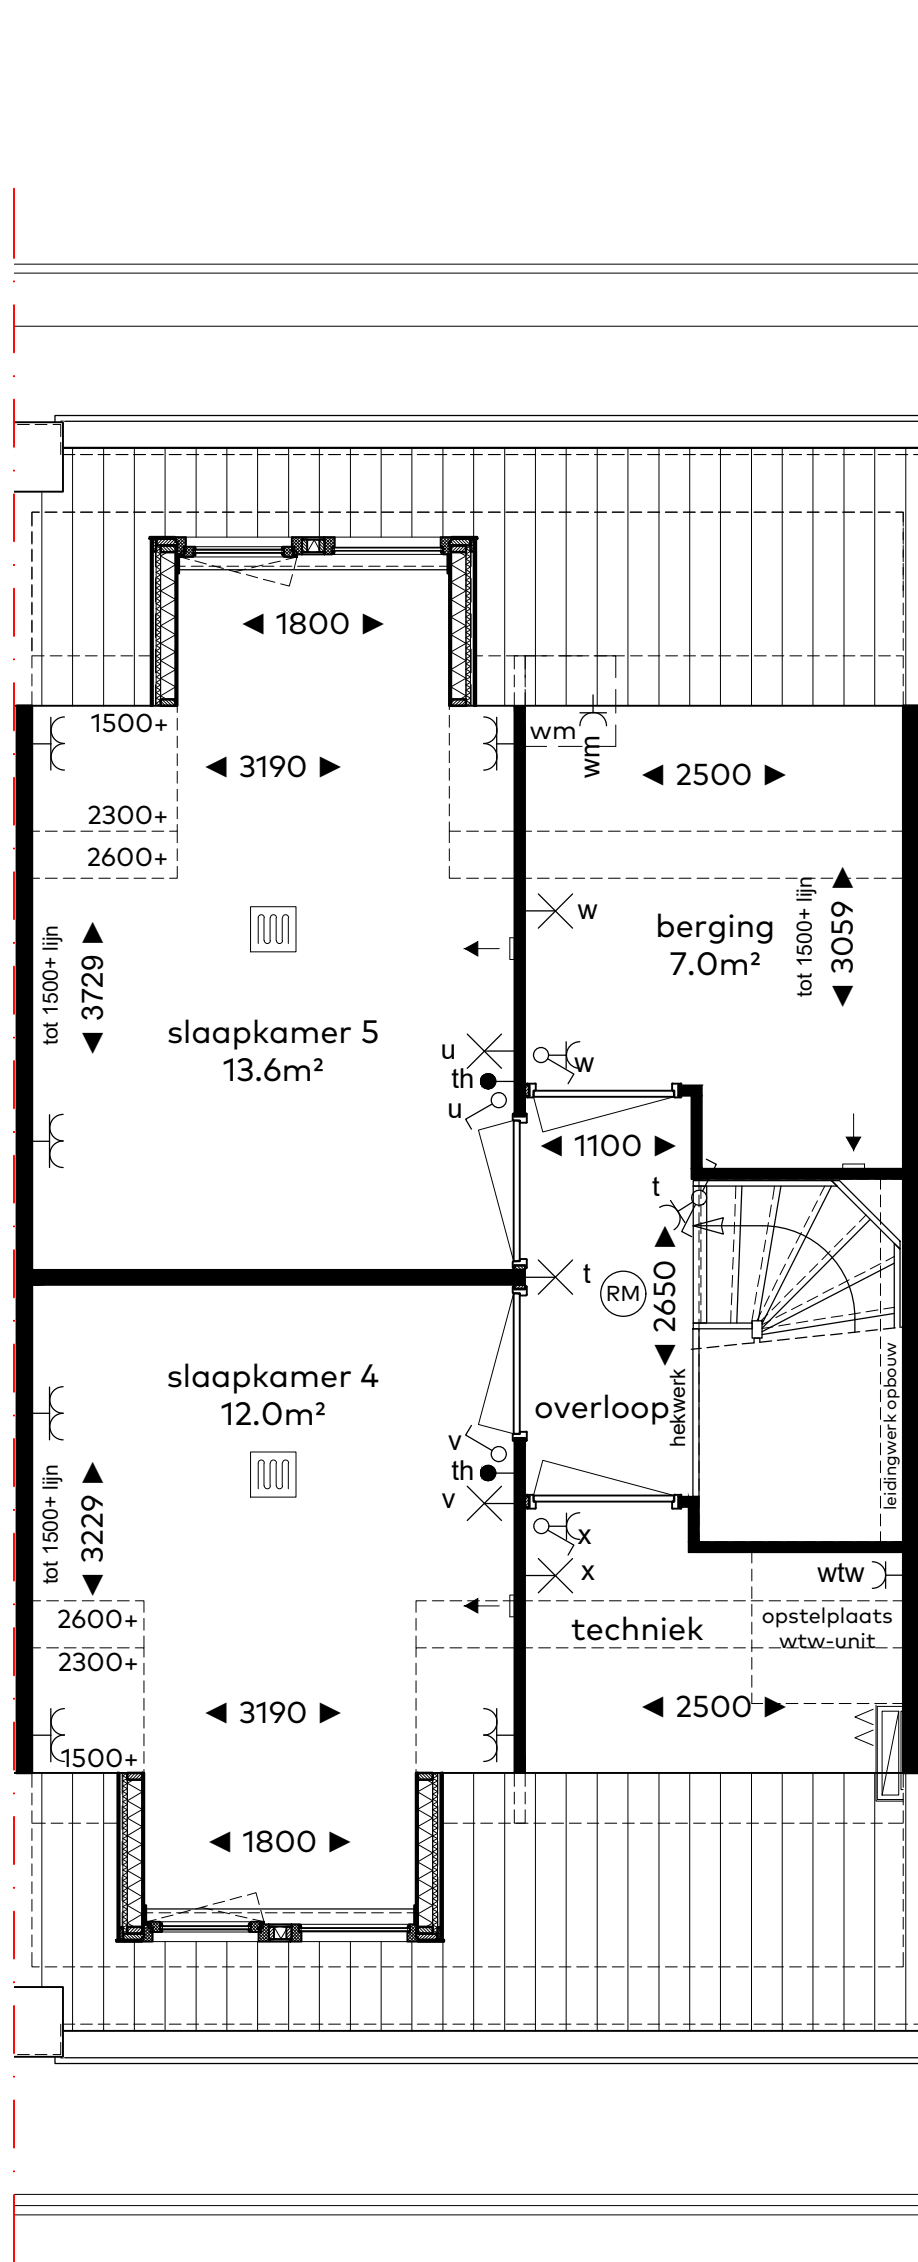 1800
1500+
3190
2300+
2600+
wm
wm
2500
w
berging
7.0m²
tot 1500+ lijn
3059
tot 1500+ lijn
3729
slaapkamer 5
13.6m²
u
th
u
w
1100
t
t
RM
2650
slaapkamer 4
12.0m²
overloop
hekwerk
leidingwerk opbouw
v
th
v
tot 1500+ lijn
3229
x
x
wtw
2600+
2300+
techniek
opstelplaats
wtw-unit
3190
2500
1500+
1800